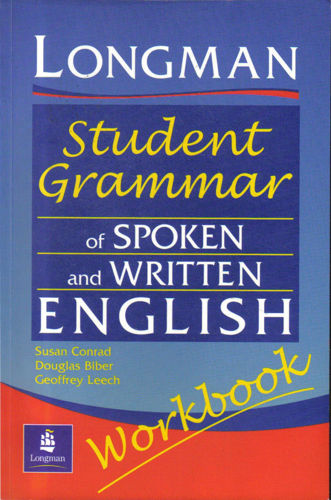 LONGMAN
Student
Grammar
of SPOKEN
and WRITTEN
ENGLISH
Susan Conrad
Douglas Biber
Geoffrey Leech
Workbook
Longman